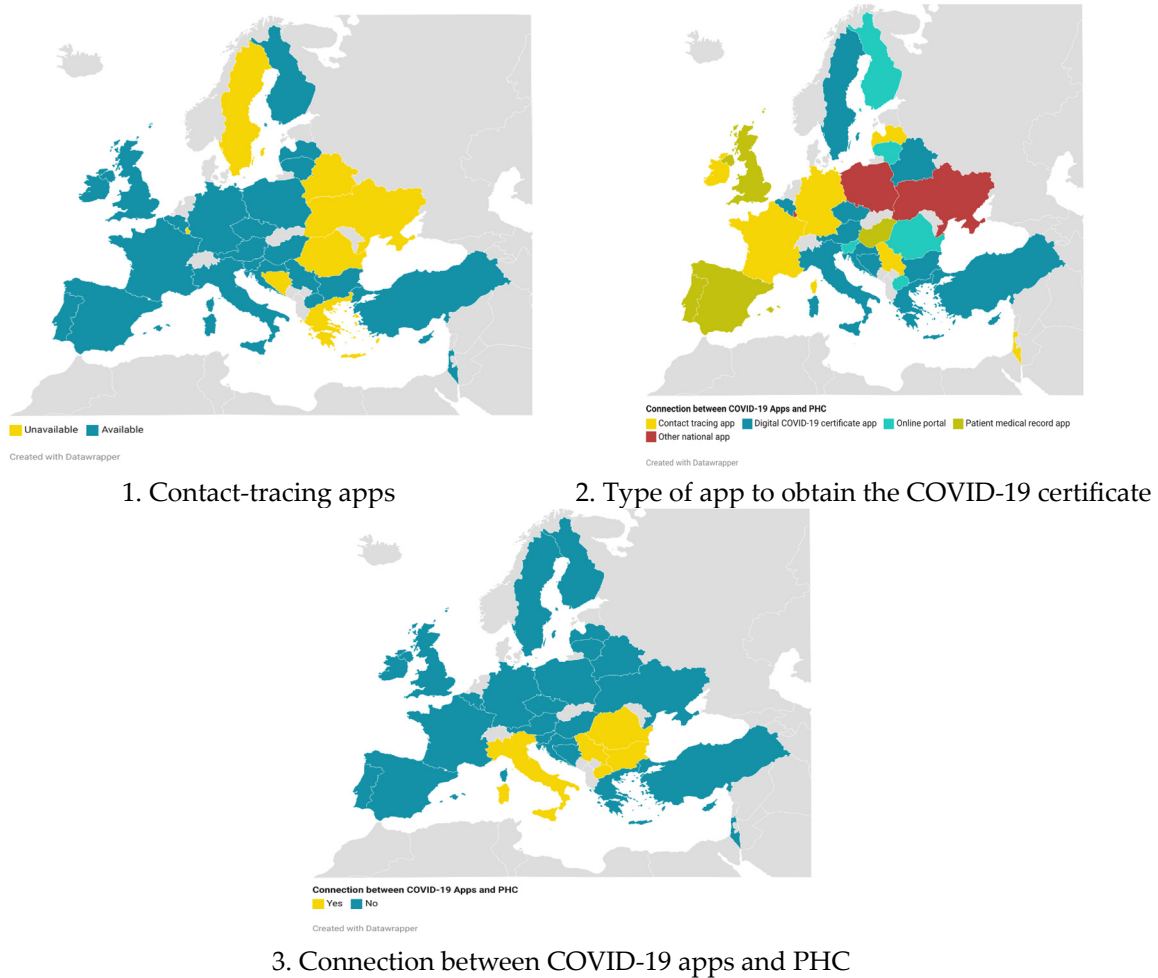 Unavailable Available
Created with Datawrapper
1. Contact-tracing apps
Connection between COVID-19 Apps and PHC
Contact tracing app Digital COVID-19 certificate app Online portal Patient medical record app
Other national app
Created with Datawrapper
2. Type of app to obtain the COVID-19 certificate
Connection between COVID-19 Apps and PHC
Yes No
Created with Datawrapper
3. Connection between COVID-19 apps and PHC